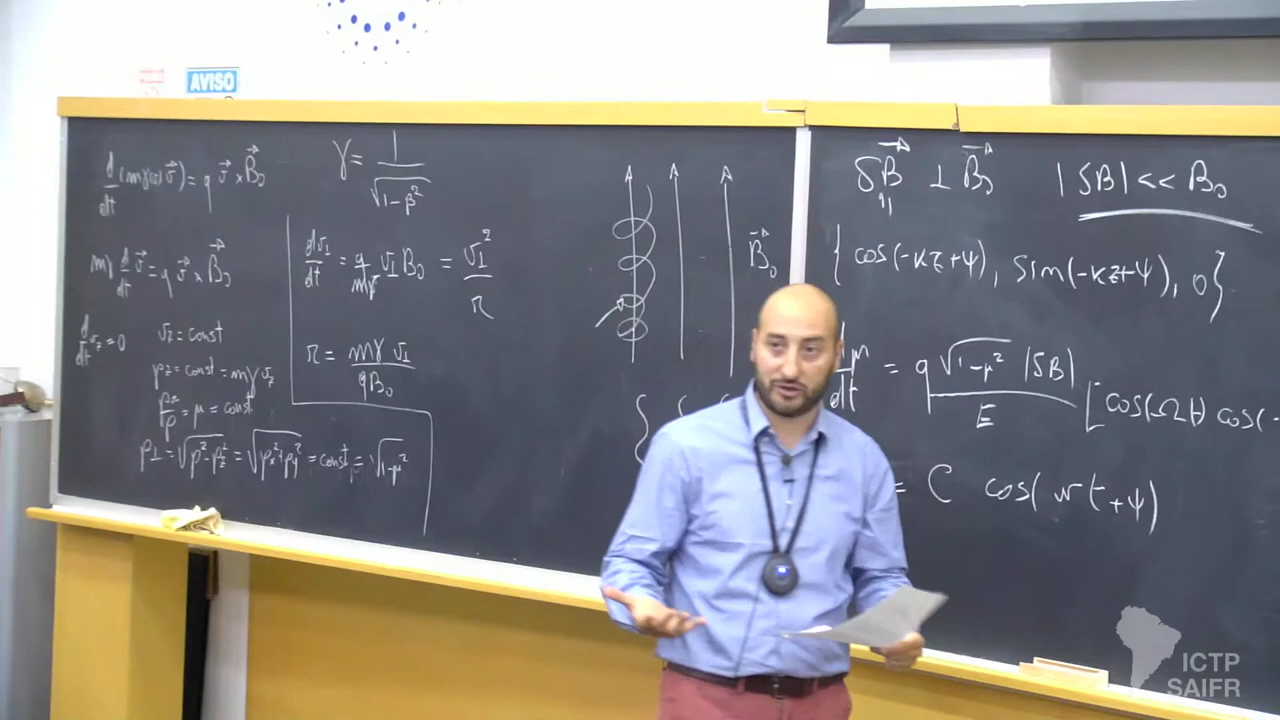 AVISO
d/dt (mγ(v) v⃗) = q v⃗ × B⃗₀
mγ d/dt v⃗ = q v⃗ × B⃗₀
d/dt v_z = 0
v_z = const
p_z = const = mγ v_z
p_z/p = μ = const
p⊥ = √(p² - p_z²) = √(p_x² + p_y²) = const = p√(1-μ²)
γ = 1/√(1-β²)
dv⊥/dt = q/mγ v⊥ B₀ = v⊥²/r
r = mγ v⊥/qB₀
B⃗₀
δB⃗ ⊥ B⃗₀ |δB| << B₀
{cos(-kz+ψ), sin(-kz+ψ), 0}
dμ/dt = q √(1-μ²) |δB|/E [cos(Ωt) cos(-
= C cos(wt+ψ)
ICTP
SAIFR